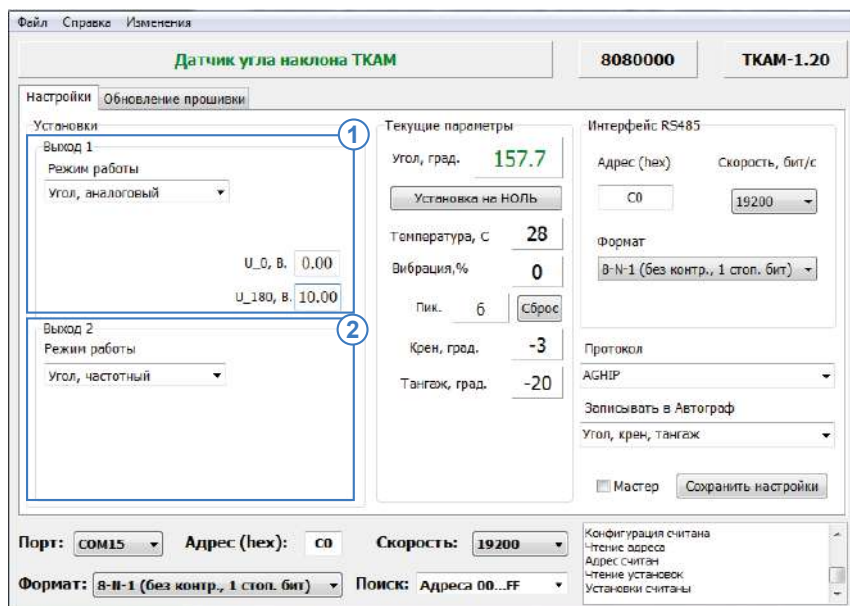 Файл Справка Изменения
Датчик угла наклона ТКАМ
8080000
ТКАМ-1.20
Настройки
Обновление прошивки
Установки
1
Выход 1
Режим работы
Угол, аналоговый
U_0, В. 0.00
U_180, В. 10.00
2
Выход 2
Режим работы
Угол, частотный
Текущие параметры
Угол, град. 157.7
Установка на НОЛЬ
Температура, С 28
Вибрация,% 0
Пик. 6 Сброс
Крен, град. -3
Тангаж, град. -20
Интерфейс RS485
Адрес (hex) Скорость, бит/с
C0 19200
Формат
8-N-1 (без контр., 1 стоп. бит)
Протокол
AGHIP
Записывать в Автограф
Угол, крен, тангаж
Мастер Сохранить настройки
Порт: COM15 Адрес (hex): C0 Скорость: 19200
Формат: 8-N-1 (без контр., 1 стоп. бит) Поиск: Адреса 00...FF
Конфигурация считана
Чтение адреса
Адрес считан
Чтение установок
Установки считаны